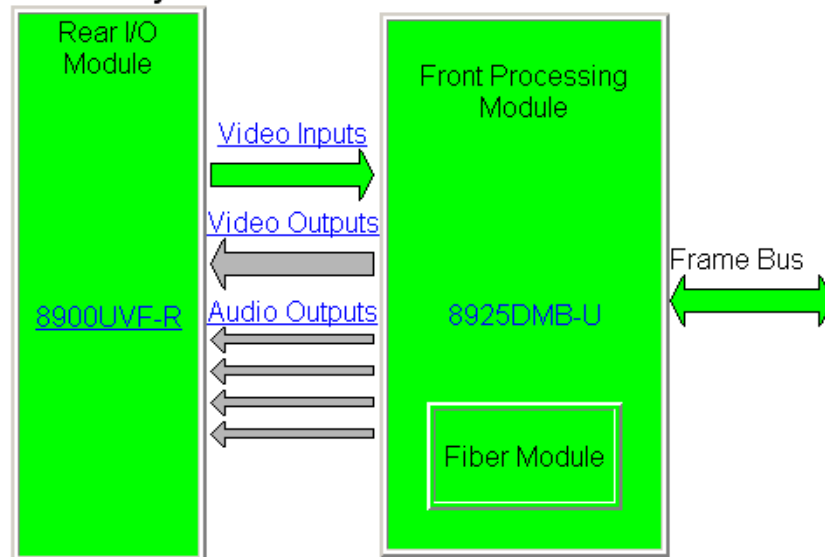 Rear I/O
Module
8900UVF-R
Video Inputs
Video Outputs
Audio Outputs
Front Processing
Module
8925DMB-U
Fiber Module
Frame Bus